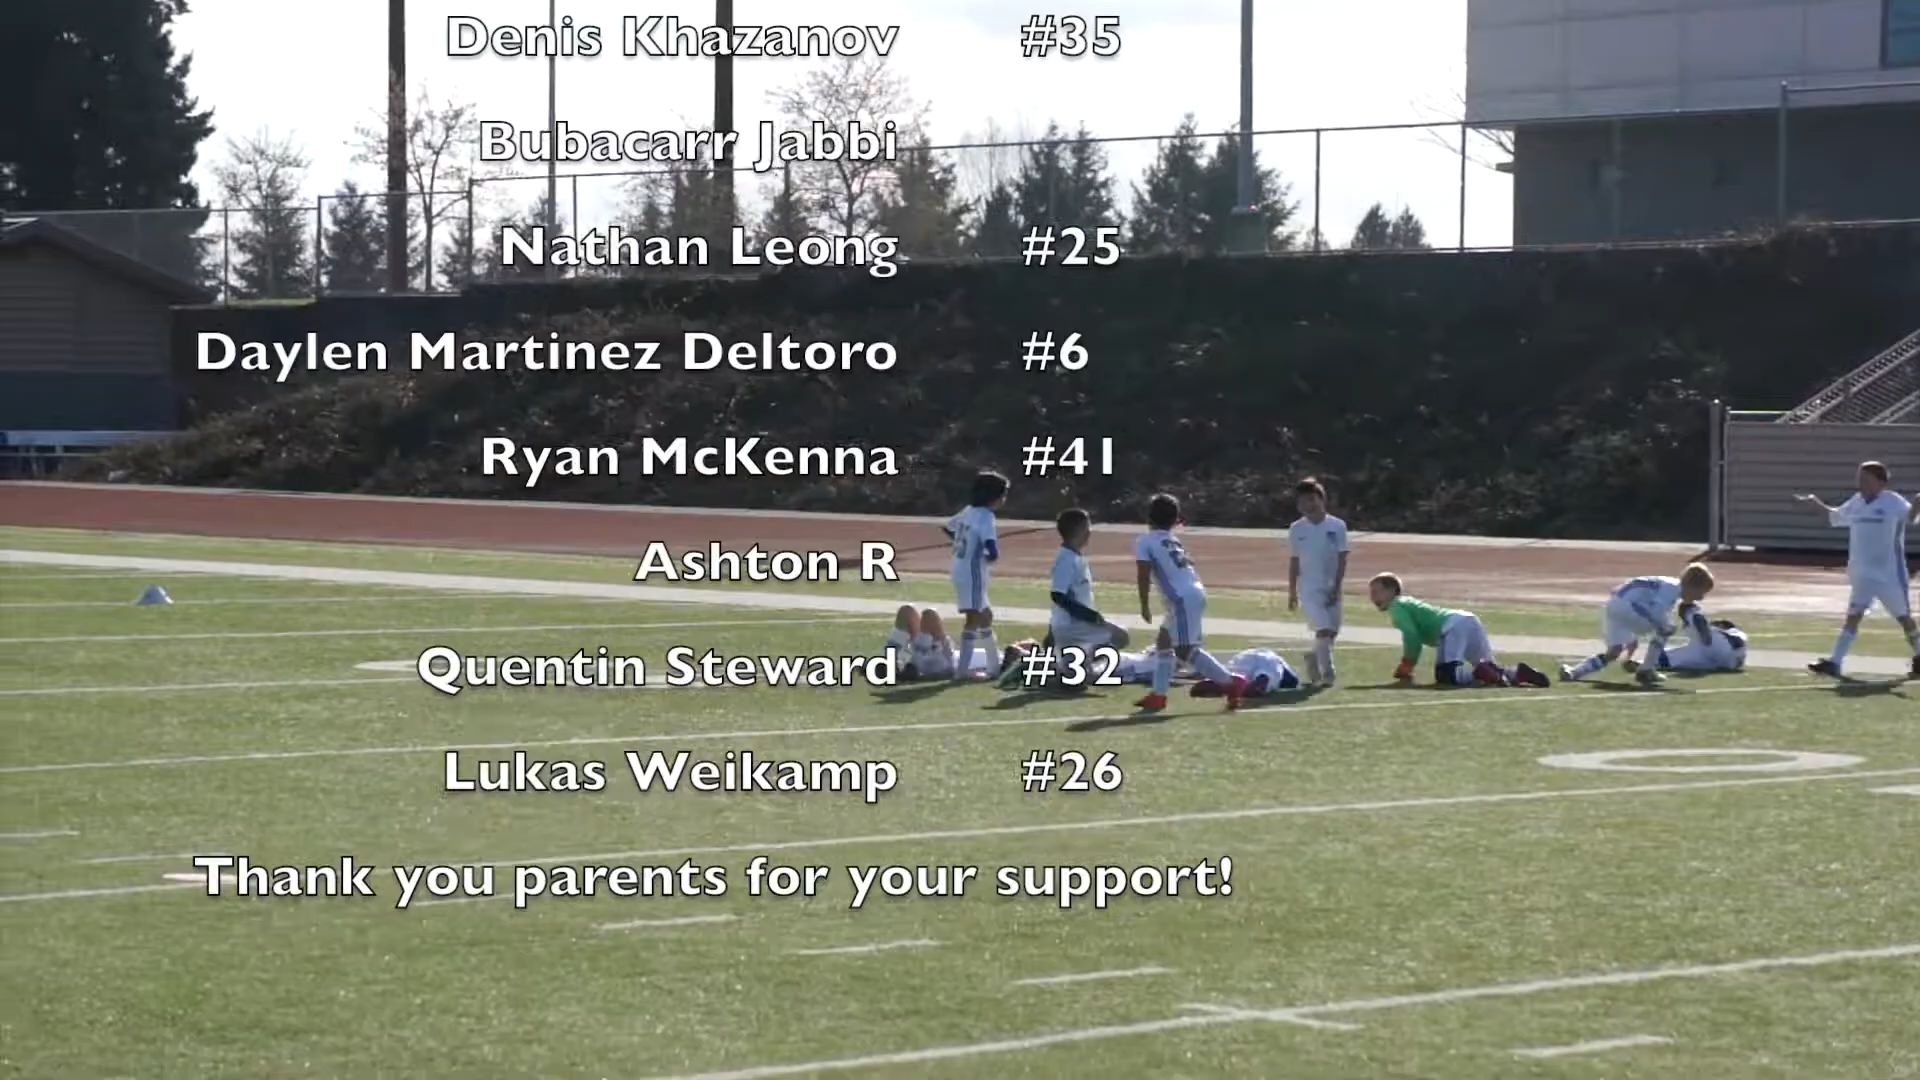 Denis Khazanov #35
Bubacarr Jabbi
Nathan Leong #25
Daylen Martinez Deltoro #6
Ryan McKenna #41
Ashton R
Quentin Steward #32
Lukas Weikamp #26
Thank you parents for your support!